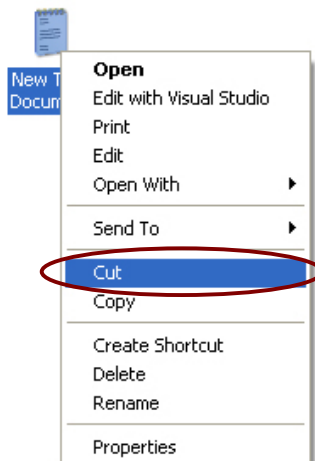 New T
Docum
Open
Edit with Visual Studio
Print
Edit
Open With
Send To
Cut
Copy
Create Shortcut
Delete
Rename
Properties